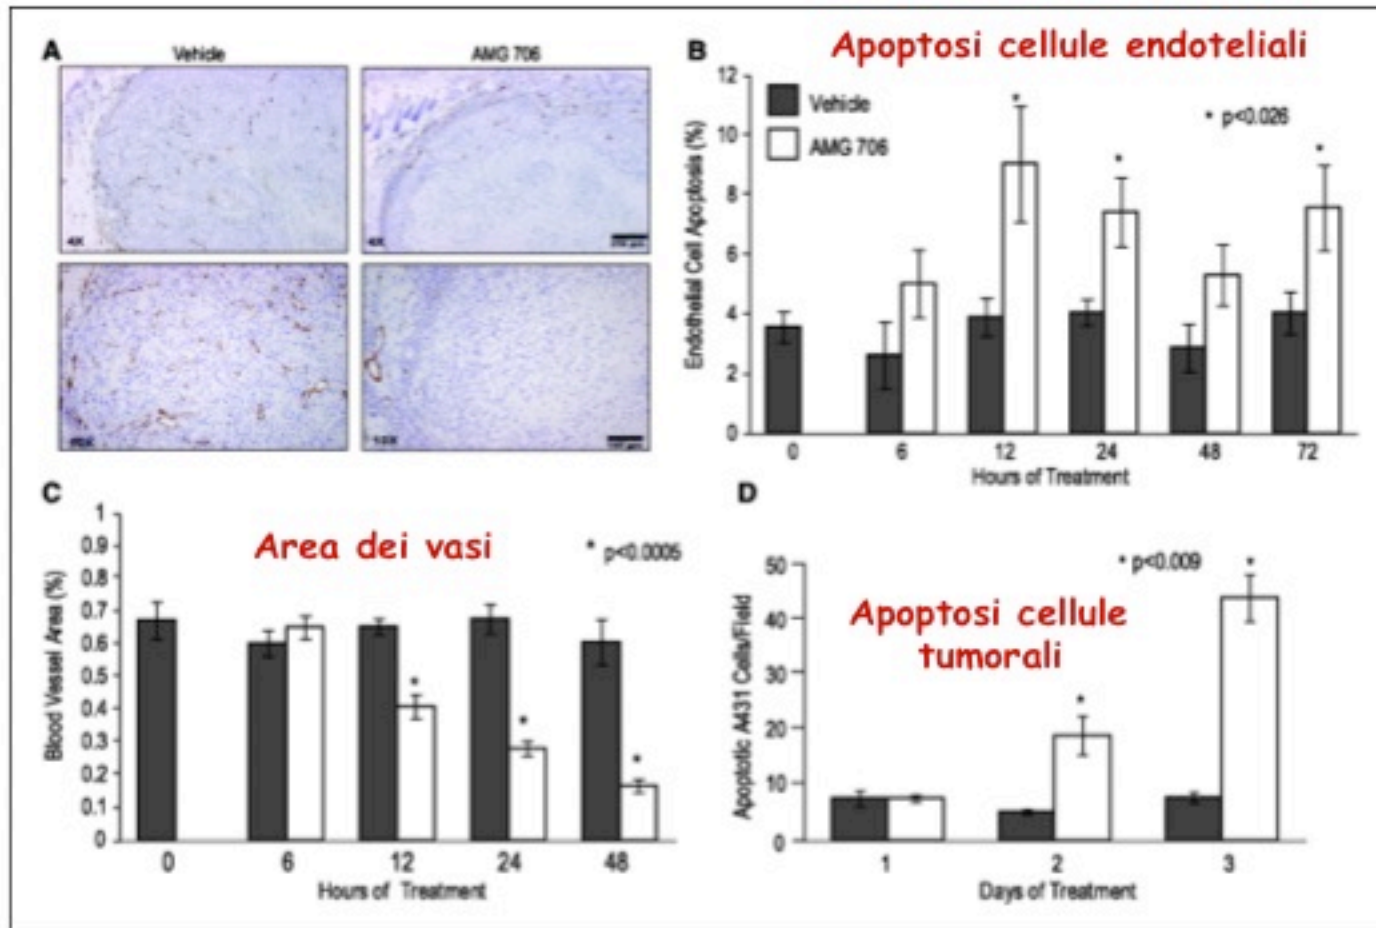 A
Vehicle
AMG 706
4X
4X
10X
B
Apoptosi cellule endoteliali
Endothelial Cell Apoptosis (%)
12
10
8
6
4
2
0
Vehicle
AMG 706
* p<0.026
*
*
*
0 6 12 24 48 72
Hours of Treatment
C
Area dei vasi
* p<0.0005
Blood Vessel Area (%)
1
0.9
0.8
0.7
0.6
0.5
0.4
0.3
0.2
0.1
0
*
*
*
0 6 12 24 48
Hours of Treatment
D
Apoptosi cellule
tumorali
* p<0.009
Apoptotic A431 Cells/Field
50
40
30
20
10
0
*
*
1 2 3
Days of Treatment